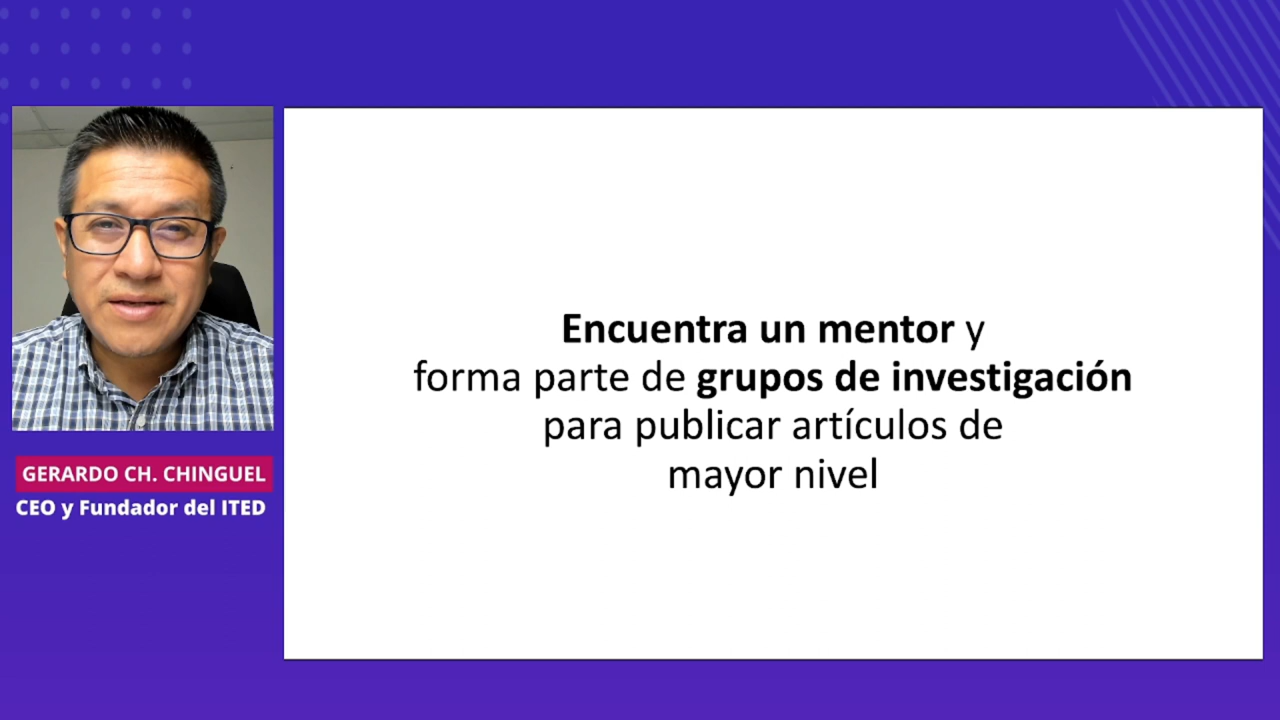 Encuentra un mentor y
forma parte de grupos de investigación
para publicar artículos de
mayor nivel
GERARDO CH. CHINGUEL
CEO y Fundador del ITED